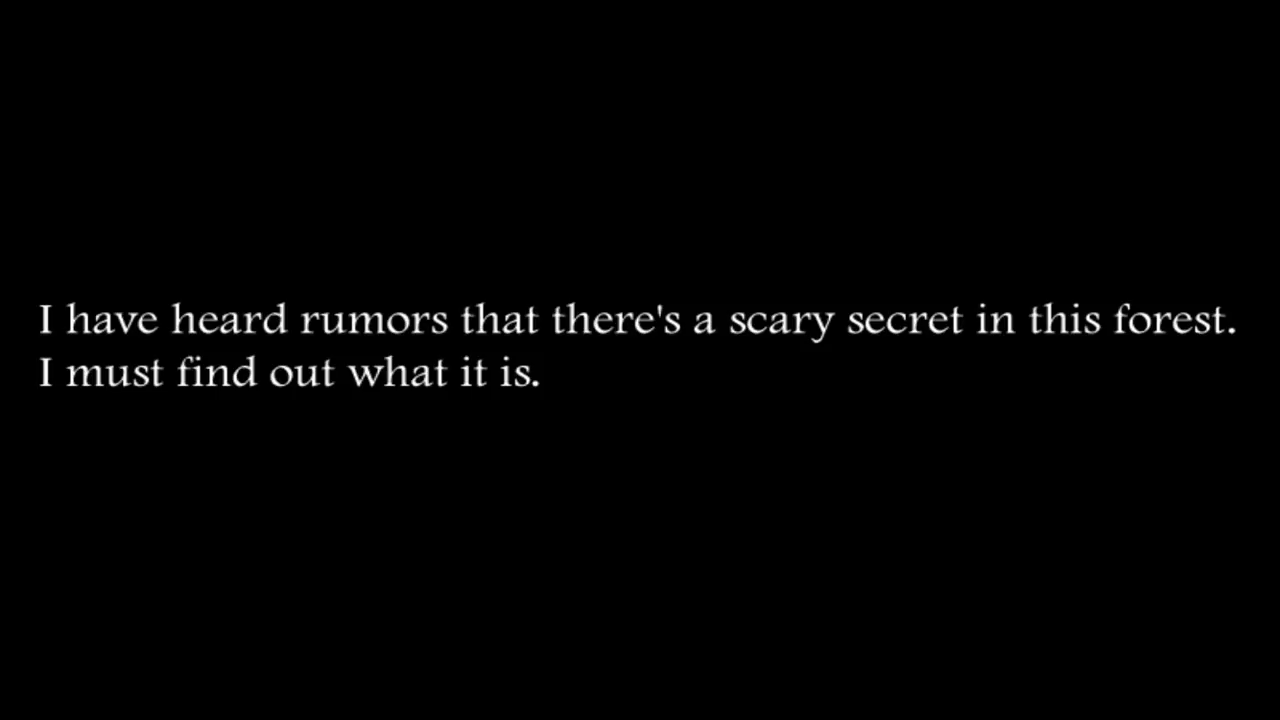 I have heard rumors that there's a scary secret in this forest.
I must find out what it is.